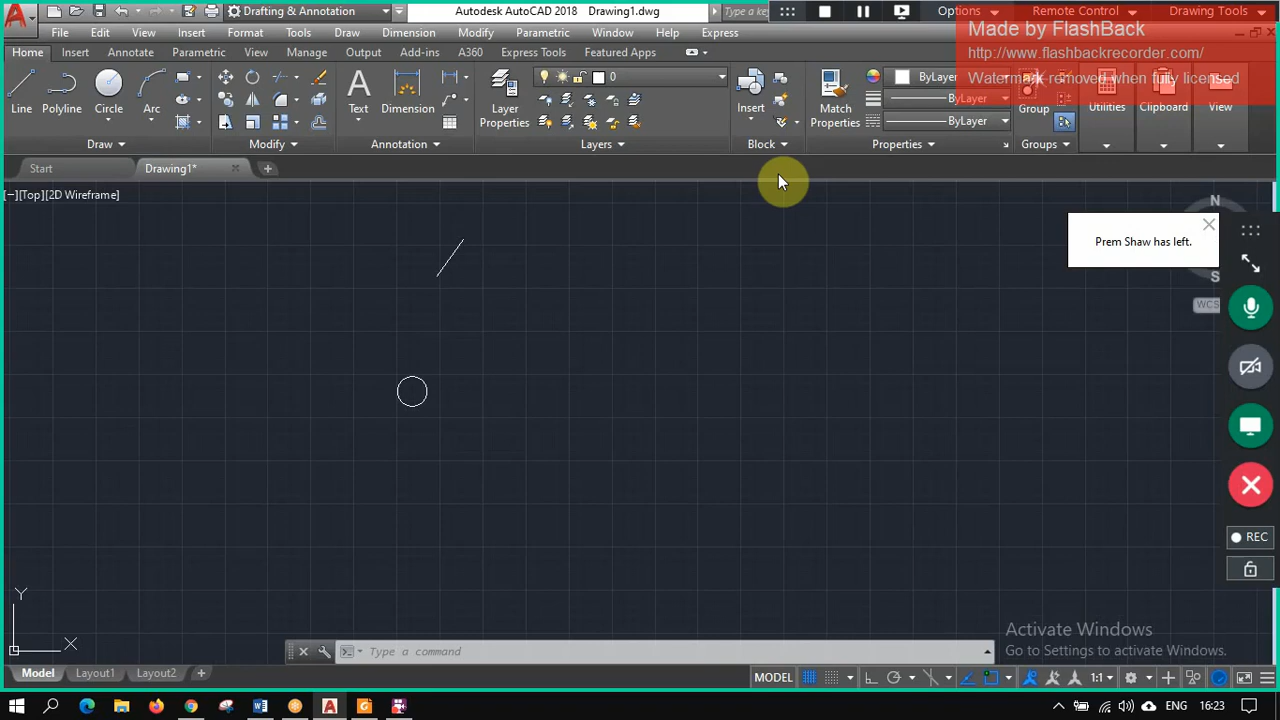 Drafting & Annotation
Autodesk AutoCAD 2018 Drawing1.dwg
Type a key
Options
Remote Control
Drawing Tools
File Edit View Insert Format Tools Draw Dimension Modify Parametric Window Help Express
Made by FlashBack
http://www.flashbackrecorder.com/
Watermark removed when fully licensed
Home Insert Annotate Parametric View Manage Output Add-ins A360 Express Tools Featured Apps
0
ByLayer
ByLayer
ByLayer
Line Polyline Circle Arc Text Dimension Layer Properties Insert Match Properties Group Utilities Clipboard View
Draw Modify Annotation Layers Block Properties Groups
Start Drawing1* +
[−][Top][2D Wireframe]
N
Prem Shaw has left.
S
WCS
REC
Y
X
Activate Windows
Go to Settings to activate Windows.
Type a command
Model Layout1 Layout2 +
MODEL
1:1
ENG 16:23